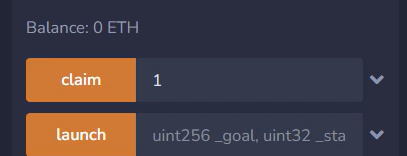 Balance: 0 ETH
claim 1
launch uint256 _goal, uint32 _sta